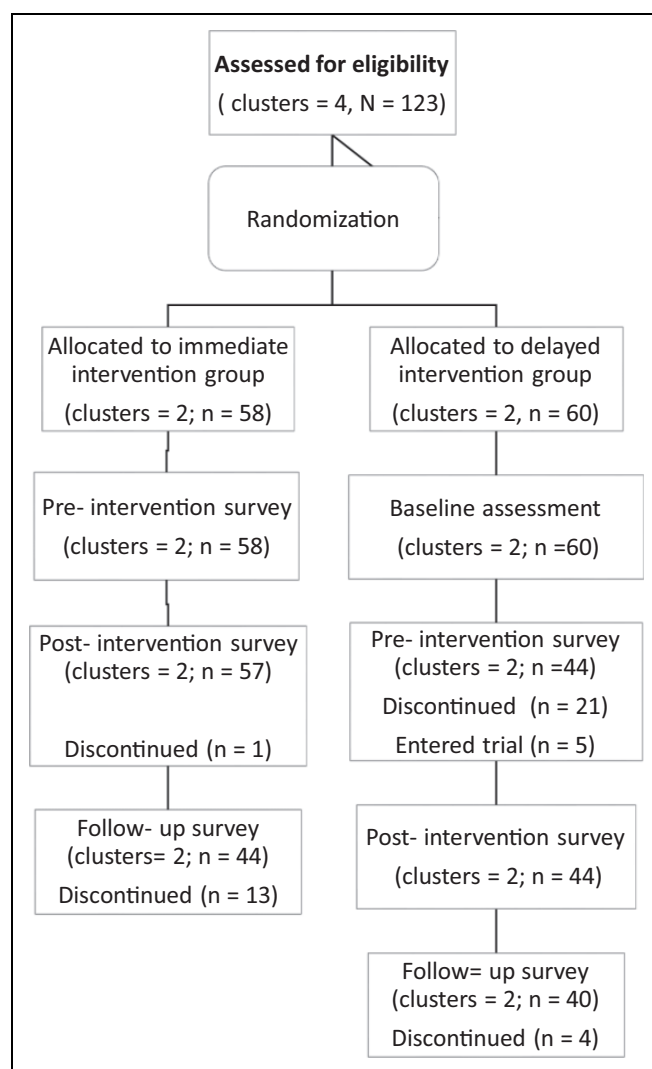 Assessed for eligibility
( clusters = 4, N = 123)
Randomization
Allocated to immediate
intervention group
(clusters = 2; n = 58)
Pre- intervention survey
(clusters = 2; n = 58)
Post- intervention survey
(clusters = 2; n = 57)
Discontinued (n = 1)
Follow- up survey
(clusters= 2; n = 44)
Discontinued (n = 13)
Allocated to delayed
intervention group
(clusters = 2, n = 60)
Baseline assessment
(clusters = 2; n =60)
Pre- intervention survey
(clusters = 2; n =44)
Discontinued (n = 21)
Entered trial (n = 5)
Post- intervention survey
(clusters = 2; n = 44)
Follow= up survey
(clusters = 2; n = 40)
Discontinued (n = 4)